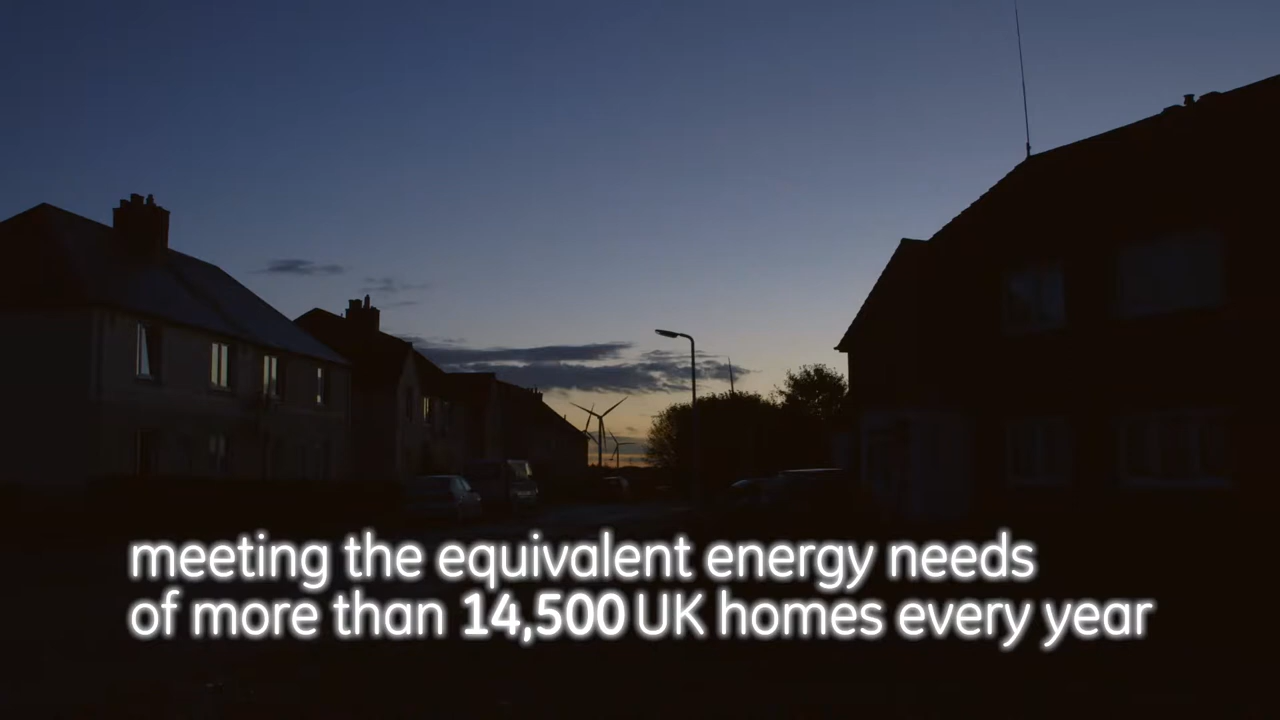 meeting the equivalent energy needs
of more than 14,500 UK homes every year